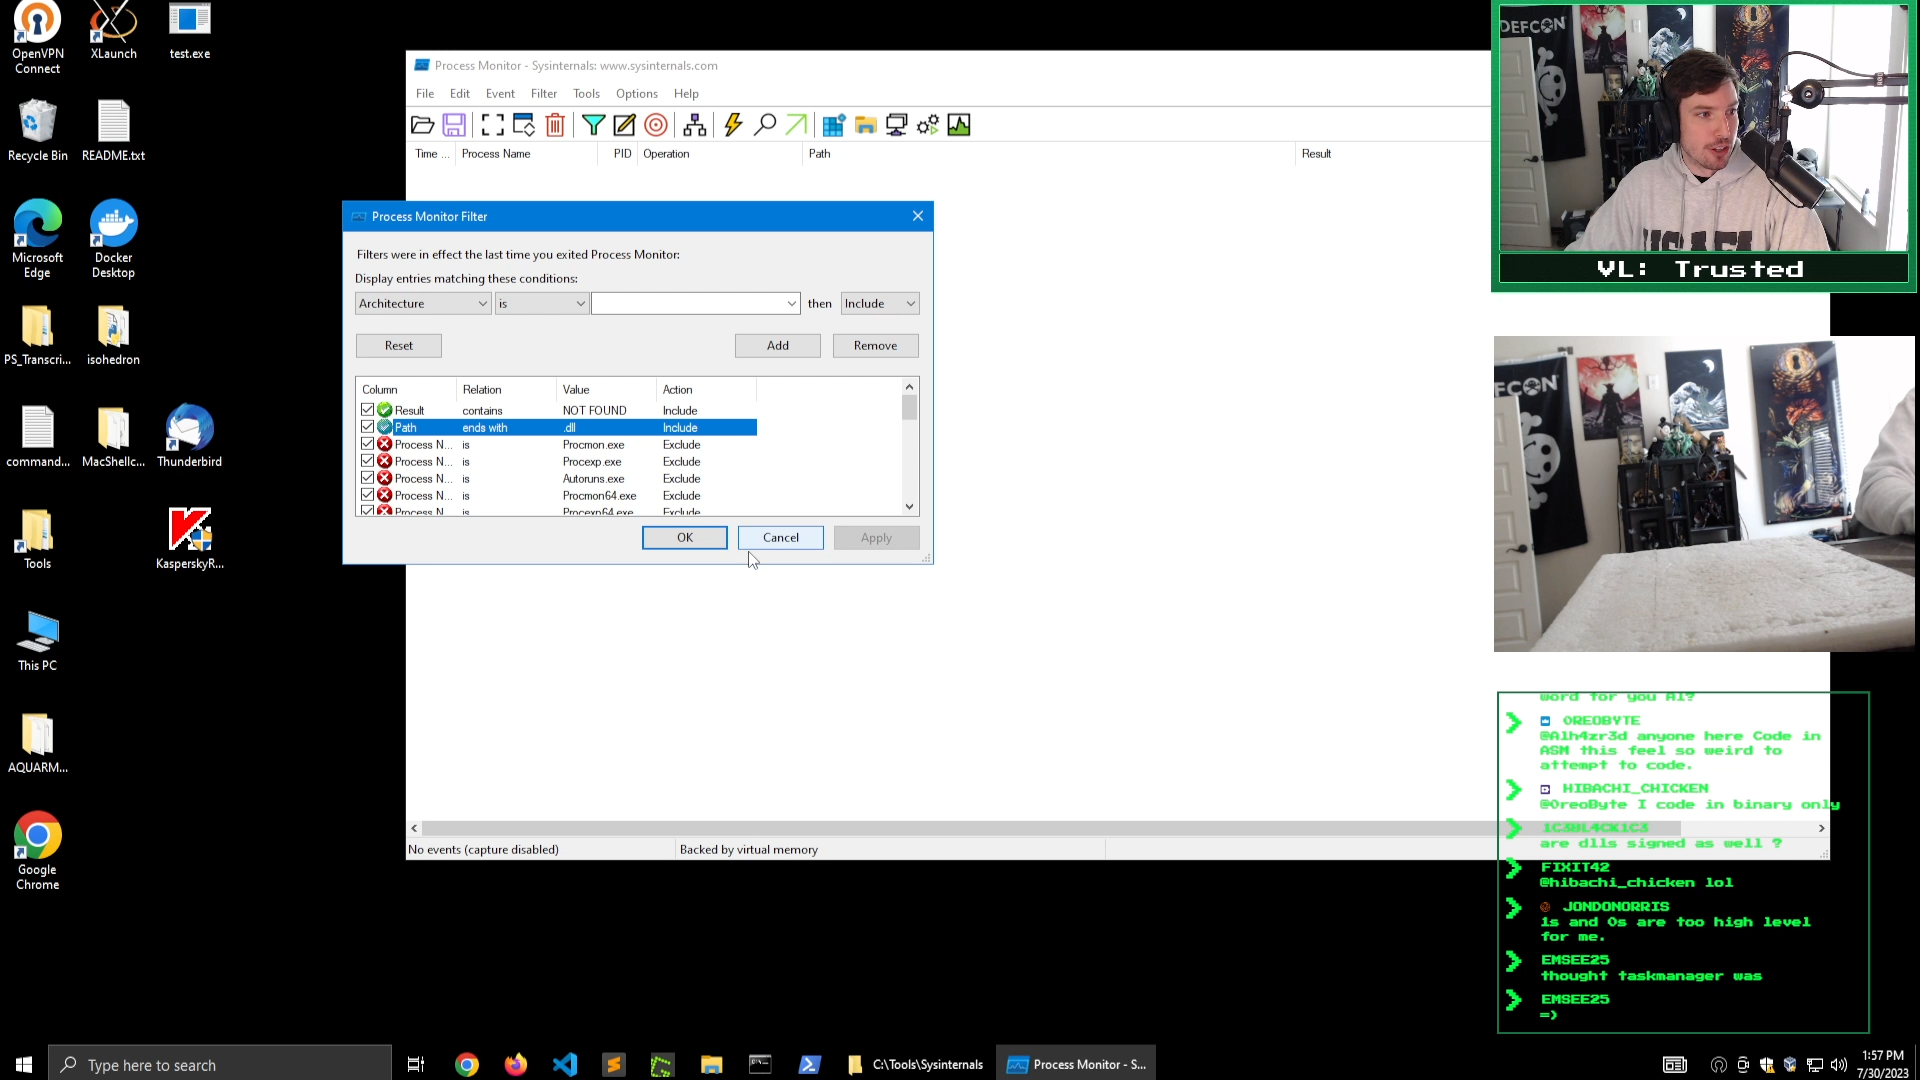 OpenVPN
Connect
XLaunch
test.exe
Recycle Bin
README.txt
Microsoft
Edge
Docker
Desktop
PS_Transcri...
isohedron
command...
MacShellc...
Thunderbird
Tools
KasperskyR...
This PC
AQUARM...
Google
Chrome
Process Monitor - Sysinternals: www.sysinternals.com
File Edit Event Filter Tools Options Help
Time ... Process Name PID Operation Path Result
Process Monitor Filter
Filters were in effect the last time you exited Process Monitor:
Display entries matching these conditions:
Architecture is then Include
Reset Add Remove
Column Relation Value Action
Result contains NOT FOUND Include
Path ends with .dll Include
Process N... is Procmon.exe Exclude
Process N... is Procexp.exe Exclude
Process N... is Autoruns.exe Exclude
Process N... is Procmon64.exe Exclude
Process N... is Procexp64.exe Exclude
OK Cancel Apply
No events (capture disabled) Backed by virtual memory
DEFCON
VL: Trusted
DEFCON
word for you Al?
OREOBYTE
@Alh4zr3d anyone here Code in
ASM this feel so weird to
attempt to code.
HIBACHI_CHICKEN
@OreoByte I code in binary only
1C3BL4CK1C3
are dlls signed as well ?
FIXIT42
@hibachi_chicken lol
JONDONORRIS
1s and 0s are too high level
for me.
EMSEE25
thought taskmanager was
EMSEE25
=)
Type here to search
C:\Tools\Sysinternals
Process Monitor - S...
1:57 PM
7/30/2023